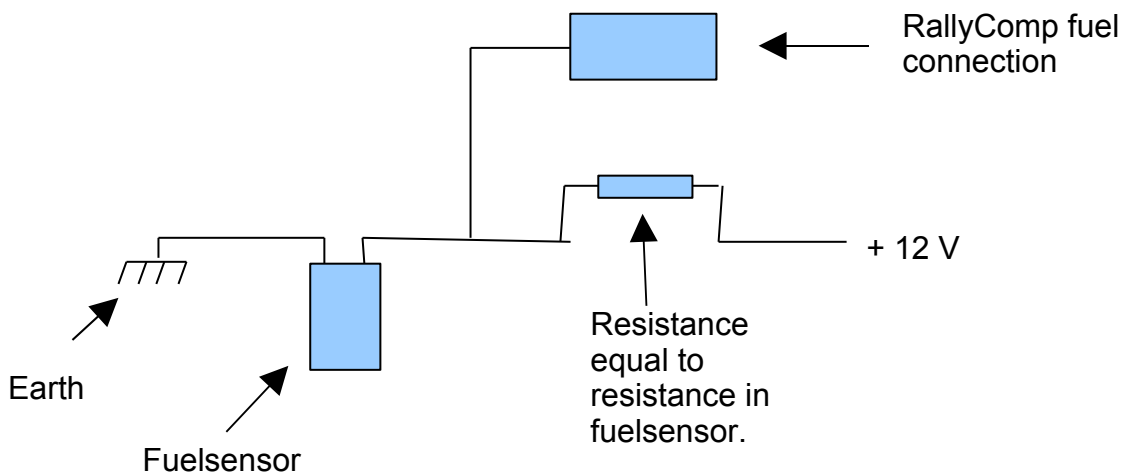 RallyComp fuel
connection
+ 12 V
Resistance
equal to
resistance in
fuelsensor.
Earth
Fuelsensor